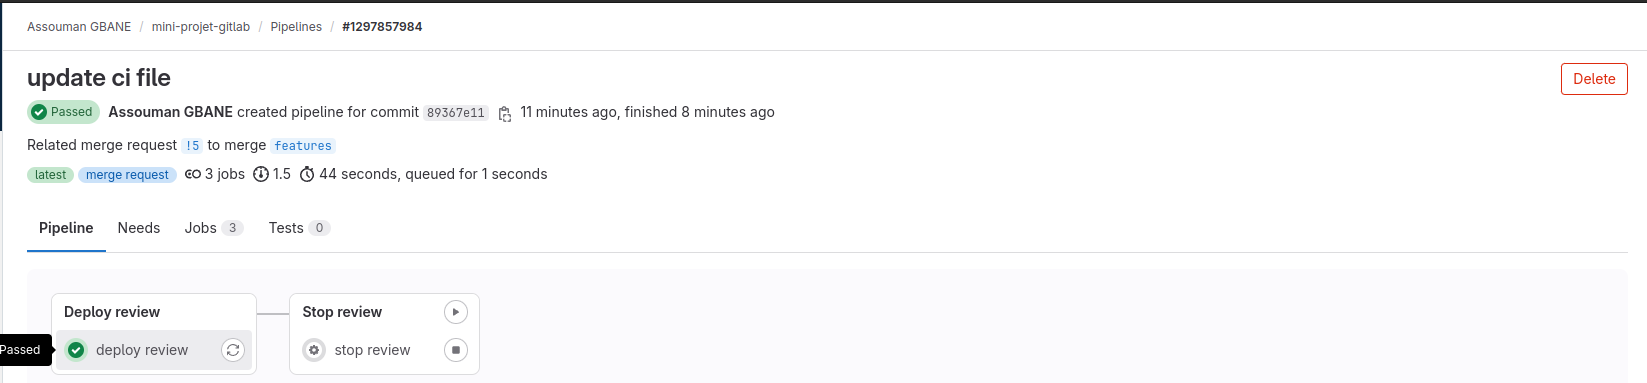 Assouman GBANE / mini-projet-gitlab / Pipelines / #1297857984
update ci file
Delete
Passed Assouman GBANE created pipeline for commit 89367e11 11 minutes ago, finished 8 minutes ago
Related merge request !5 to merge features
latest merge request 3 jobs 1.5 44 seconds, queued for 1 seconds
Pipeline Needs Jobs 3 Tests 0
Deploy review
Passed deploy review
Stop review
stop review